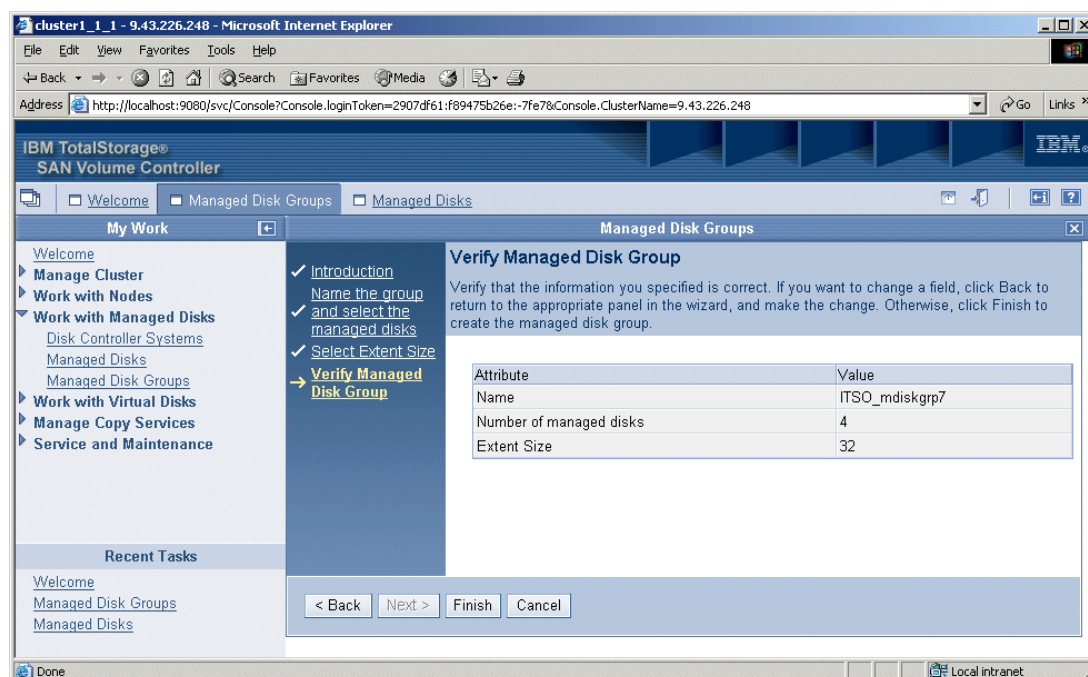 cluster1_1_1 - 9.43.226.248 - Microsoft Internet Explorer
File Edit View Favorites Tools Help
Back Search Favorites Media
Address http://localhost:9080/svc/Console?Console.loginToken=2907df61:f89475b26e:-7fe7&Console.ClusterName=9.43.226.248 Go Links »
IBM TotalStorage®
SAN Volume Controller
IBM®
Welcome Managed Disk Groups Managed Disks
My Work
Welcome
Manage Cluster
Work with Nodes
Work with Managed Disks
Disk Controller Systems
Managed Disks
Managed Disk Groups
Work with Virtual Disks
Manage Copy Services
Service and Maintenance
Recent Tasks
Welcome
Managed Disk Groups
Managed Disks
Managed Disk Groups
Introduction
Name the group
and select the
managed disks
Select Extent Size
Verify Managed
Disk Group
Verify Managed Disk Group
Verify that the information you specified is correct. If you want to change a field, click Back to
return to the appropriate panel in the wizard, and make the change. Otherwise, click Finish to
create the managed disk group.
Attribute Value
Name ITSO_mdiskgrp7
Number of managed disks 4
Extent Size 32
< Back Next > Finish Cancel
Done Local intranet